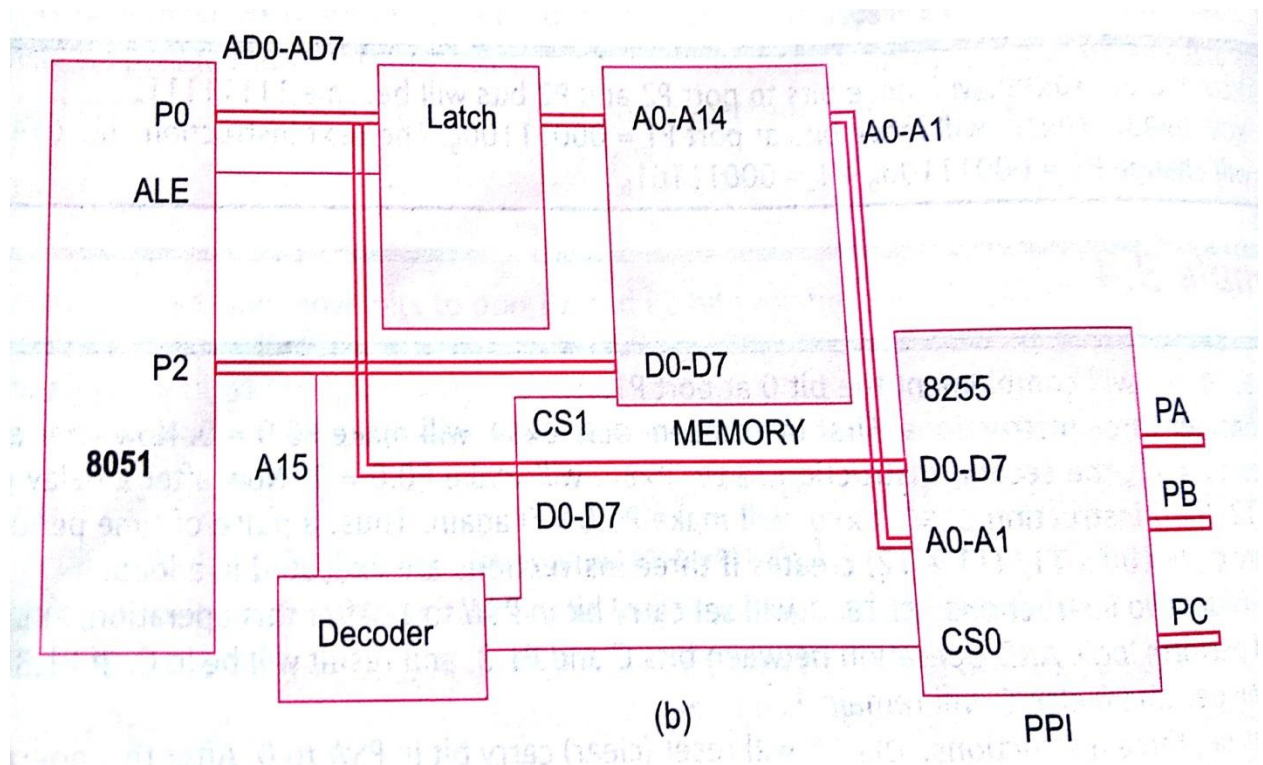 AD0-AD7
P0
Latch
A0-A14
A0-A1
ALE
P2
D0-D7
8255
CS1
MEMORY
PA
8051
A15
D0-D7
D0-D7
PB
A0-A1
Decoder
CS0
PC
(b)
PPI